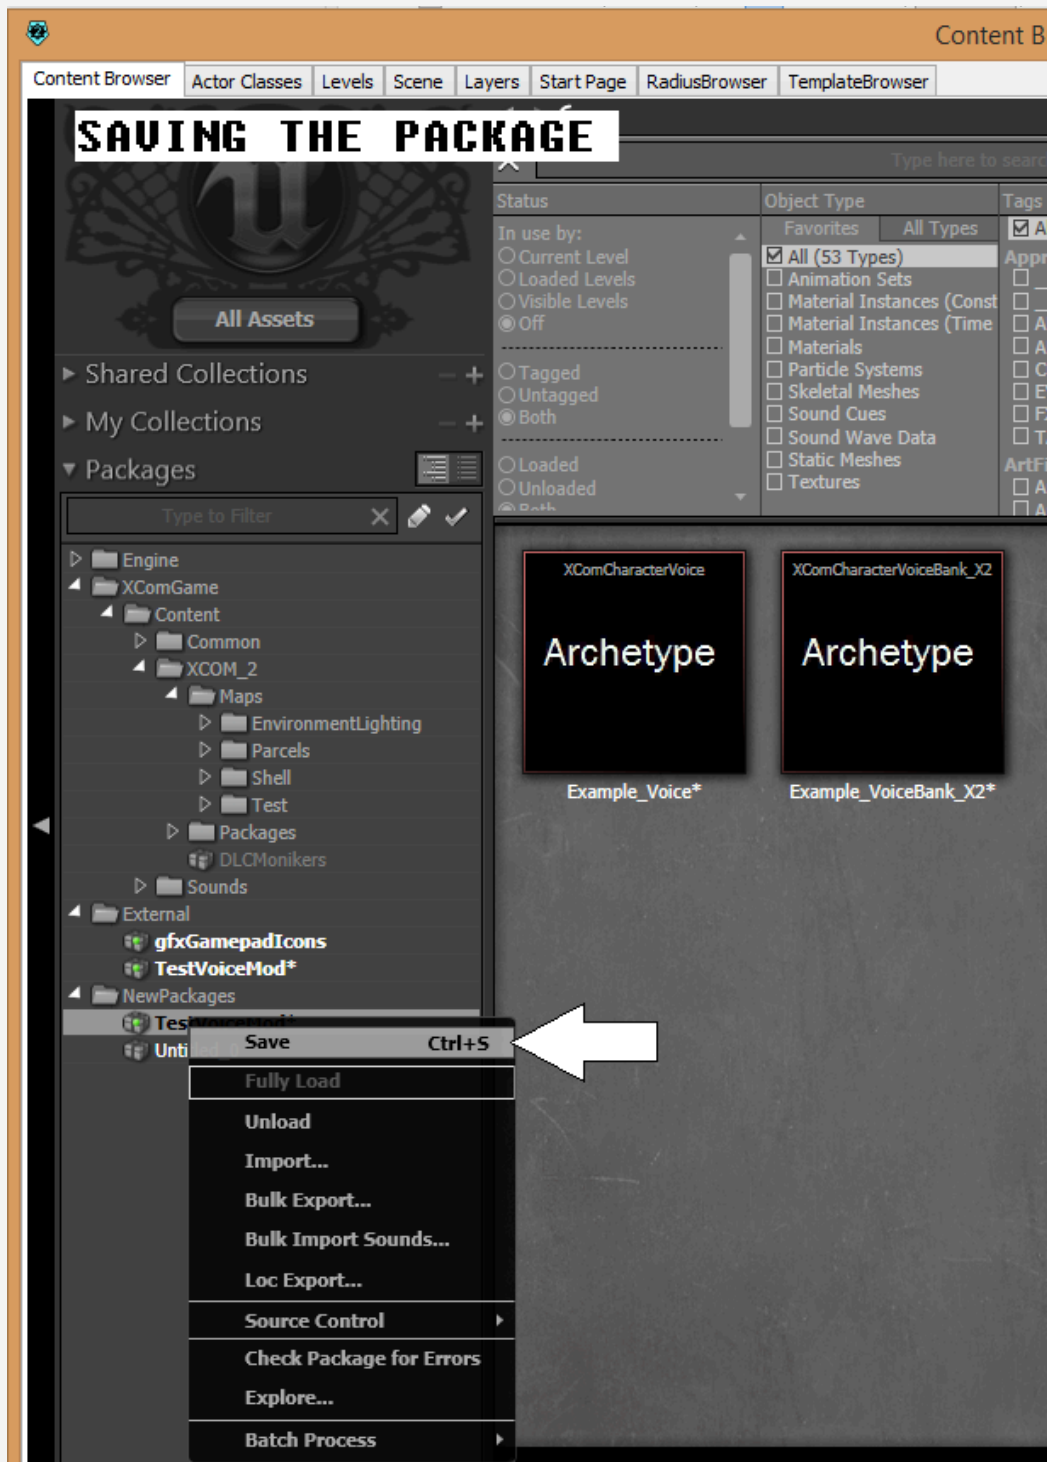 Content B
Content Browser Actor Classes Levels Scene Layers Start Page RadiusBrowser TemplateBrowser
SAVING THE PACKAGE
Type here to searc
All Assets
Shared Collections
My Collections
Packages
Type to Filter
Status
In use by:
Current Level
Loaded Levels
Visible Levels
Off
Tagged
Untagged
Both
Loaded
Unloaded
Both
Object Type
Favorites All Types
All (53 Types)
Animation Sets
Material Instances (Const
Material Instances (Time
Materials
Particle Systems
Skeletal Meshes
Sound Cues
Sound Wave Data
Static Meshes
Textures
Tags
A
Appr
A
A
C
E
F
T
ArtFi
A
A
Engine
XComGame
Content
Common
XCOM_2
Maps
EnvironmentLighting
Parcels
Shell
Test
Packages
DLCMonikers
Sounds
External
gfxGamepadIcons
TestVoiceMod*
NewPackages
TestVoiceMod*
Unti
Save Ctrl+S
Fully Load
Unload
Import...
Bulk Export...
Bulk Import Sounds...
Loc Export...
Source Control
Check Package for Errors
Explore...
Batch Process
XComCharacterVoice
Archetype
Example_Voice*
XComCharacterVoiceBank_X2
Archetype
Example_VoiceBank_X2*